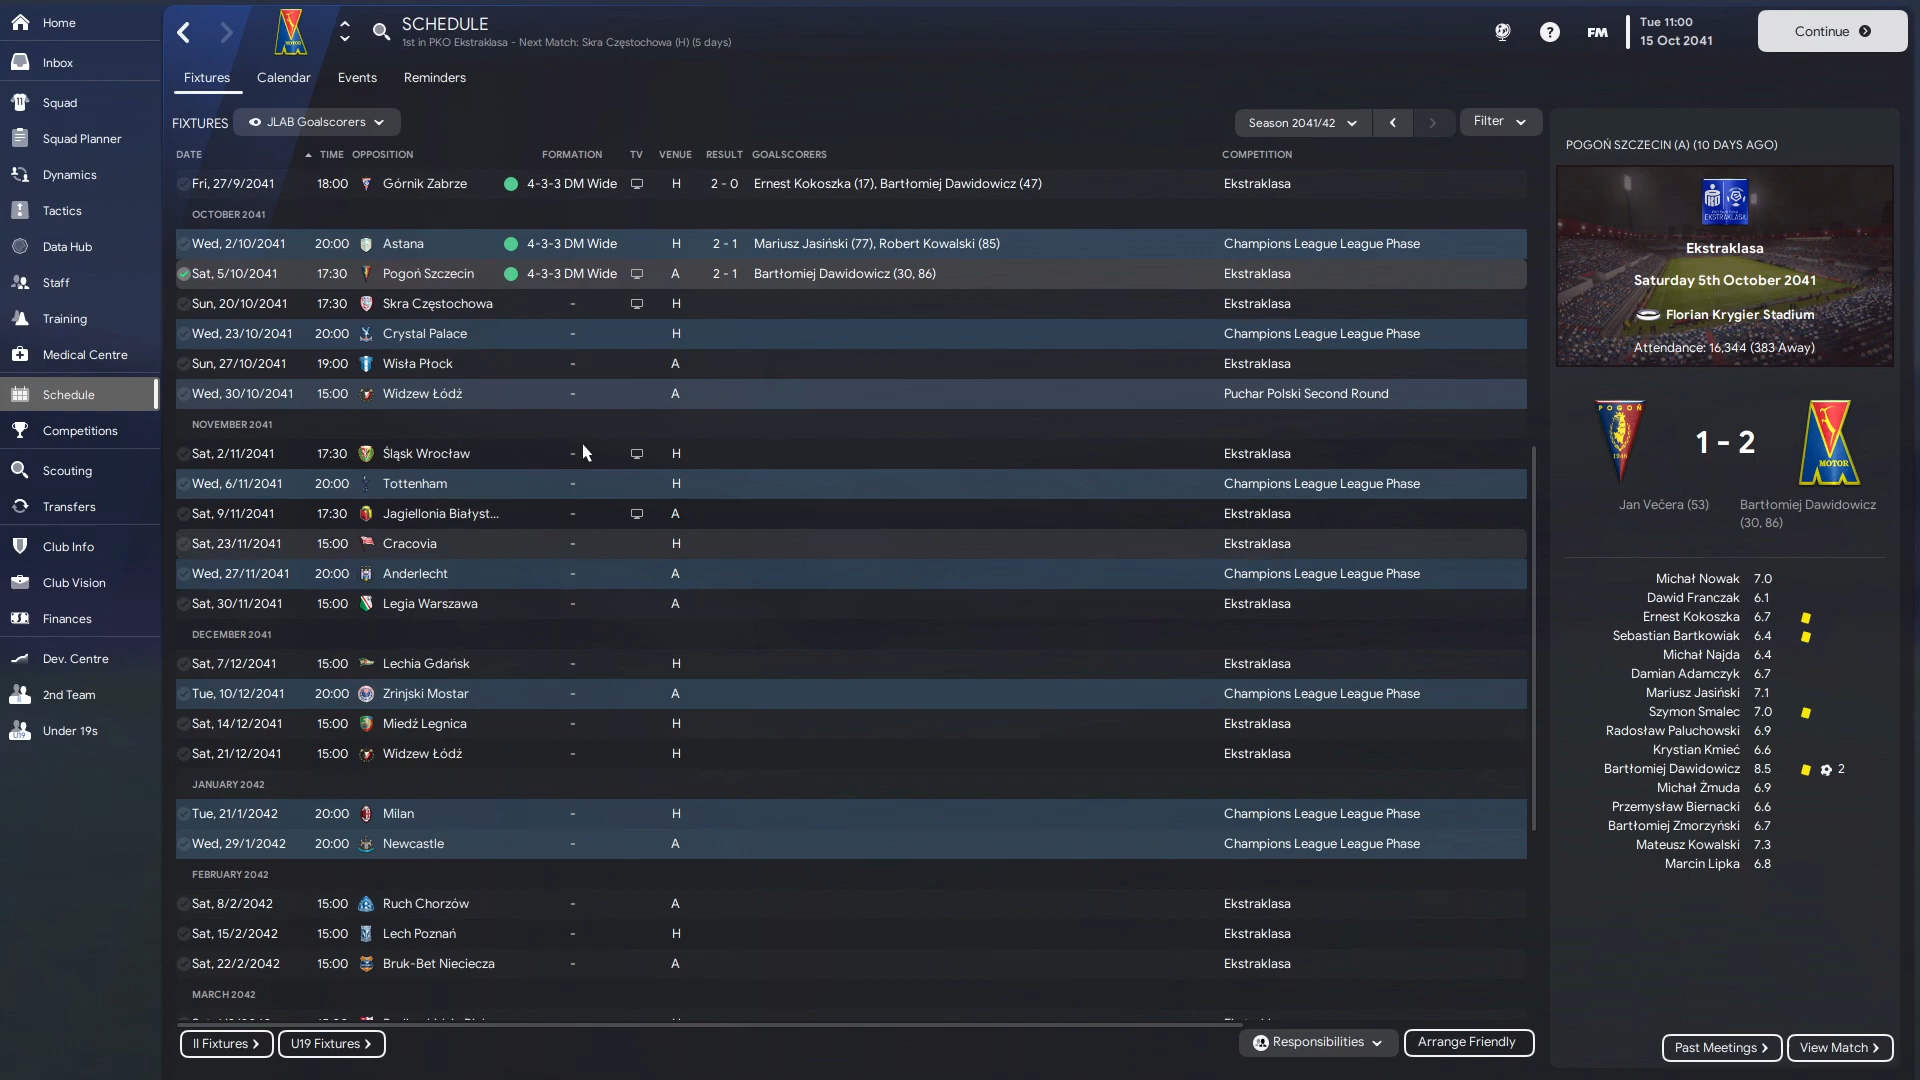 Home
Inbox
Squad
Squad Planner
Dynamics
Tactics
Data Hub
Staff
Training
Medical Centre
Schedule
Competitions
Scouting
Transfers
Club Info
Club Vision
Finances
Dev. Centre
2nd Team
Under 19s
SCHEDULE
1st in PKO Ekstraklasa - Next Match: Skra Częstochowa (H) (5 days)
FM
Tue 11:00
15 Oct 2041
Continue
Fixtures Calendar Events Reminders
FIXTURES JLAB Goalscorers
Season 2041/42
Filter
DATE TIME OPPOSITION FORMATION TV VENUE RESULT GOALSCORERS COMPETITION
Fri, 27/9/2041 18:00 Górnik Zabrze 4-3-3 DM Wide H 2 - 0 Ernest Kokoszka (17), Bartłomiej Dawidowicz (47) Ekstraklasa
OCTOBER 2041
Wed, 2/10/2041 20:00 Astana 4-3-3 DM Wide H 2 - 1 Mariusz Jasiński (77), Robert Kowalski (85) Champions League League Phase
Sat, 5/10/2041 17:30 Pogoń Szczecin 4-3-3 DM Wide A 2 - 1 Bartłomiej Dawidowicz (30, 86) Ekstraklasa
Sun, 20/10/2041 17:30 Skra Częstochowa - H Ekstraklasa
Wed, 23/10/2041 20:00 Crystal Palace - H Champions League League Phase
Sun, 27/10/2041 19:00 Wisła Płock - A Ekstraklasa
Wed, 30/10/2041 15:00 Widzew Łódź - A Puchar Polski Second Round
NOVEMBER 2041
Sat, 2/11/2041 17:30 Śląsk Wrocław - H Ekstraklasa
Wed, 6/11/2041 20:00 Tottenham - H Champions League League Phase
Sat, 9/11/2041 17:30 Jagiellonia Białyst... - A Ekstraklasa
Sat, 23/11/2041 15:00 Cracovia - H Ekstraklasa
Wed, 27/11/2041 20:00 Anderlecht - A Champions League League Phase
Sat, 30/11/2041 15:00 Legia Warszawa - A Ekstraklasa
DECEMBER 2041
Sat, 7/12/2041 15:00 Lechia Gdańsk - H Ekstraklasa
Tue, 10/12/2041 20:00 Zrinjski Mostar - A Champions League League Phase
Sat, 14/12/2041 15:00 Miedź Legnica - H Ekstraklasa
Sat, 21/12/2041 15:00 Widzew Łódź - H Ekstraklasa
JANUARY 2042
Tue, 21/1/2042 20:00 Milan - H Champions League League Phase
Wed, 29/1/2042 20:00 Newcastle - A Champions League League Phase
FEBRUARY 2042
Sat, 8/2/2042 15:00 Ruch Chorzów - A Ekstraklasa
Sat, 15/2/2042 15:00 Lech Poznań - H Ekstraklasa
Sat, 22/2/2042 15:00 Bruk-Bet Nieciecza - A Ekstraklasa
MARCH 2042
II Fixtures
U19 Fixtures
Responsibilities
Arrange Friendly
POGOŃ SZCZECIN (A) (10 DAYS AGO)
EKSTRAKLASA
Ekstraklasa
Saturday 5th October 2041
Florian Krygier Stadium
Attendance: 16,344 (383 Away)
POGOŃ
1948
1 - 2
MOTOR
Jan Večera (53)
Bartłomiej Dawidowicz
(30, 86)
Michał Nowak 7.0
Dawid Franczak 6.1
Ernest Kokoszka 6.7
Sebastian Bartkowiak 6.4
Michał Najda 6.4
Damian Adamczyk 6.7
Mariusz Jasiński 7.1
Szymon Smalec 7.0
Radosław Paluchowski 6.9
Krystian Kmieć 6.6
Bartłomiej Dawidowicz 8.5 2
Michał Żmuda 6.9
Przemysław Biernacki 6.6
Bartłomiej Zmorzyński 6.7
Mateusz Kowalski 7.3
Marcin Lipka 6.8
Past Meetings
View Match